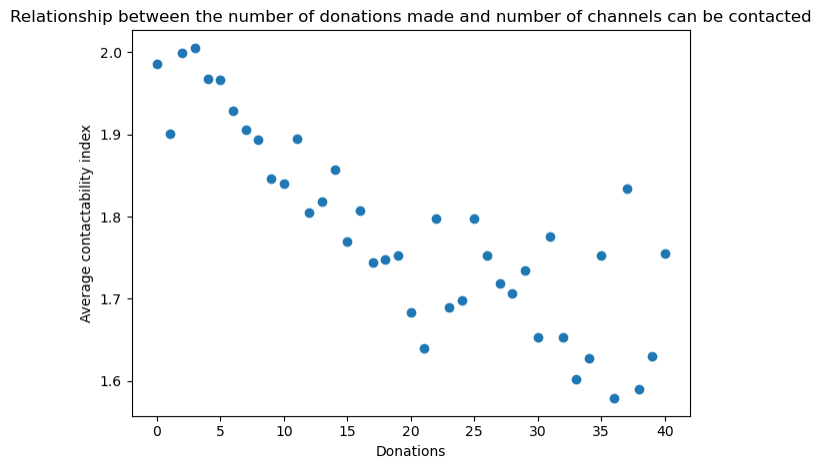 Relationship between the number of donations made and number of channels can be contacted
Average contactability index
2.0
1.9
1.8
1.7
1.6
0 5 10 15 20 25 30 35 40
Donations